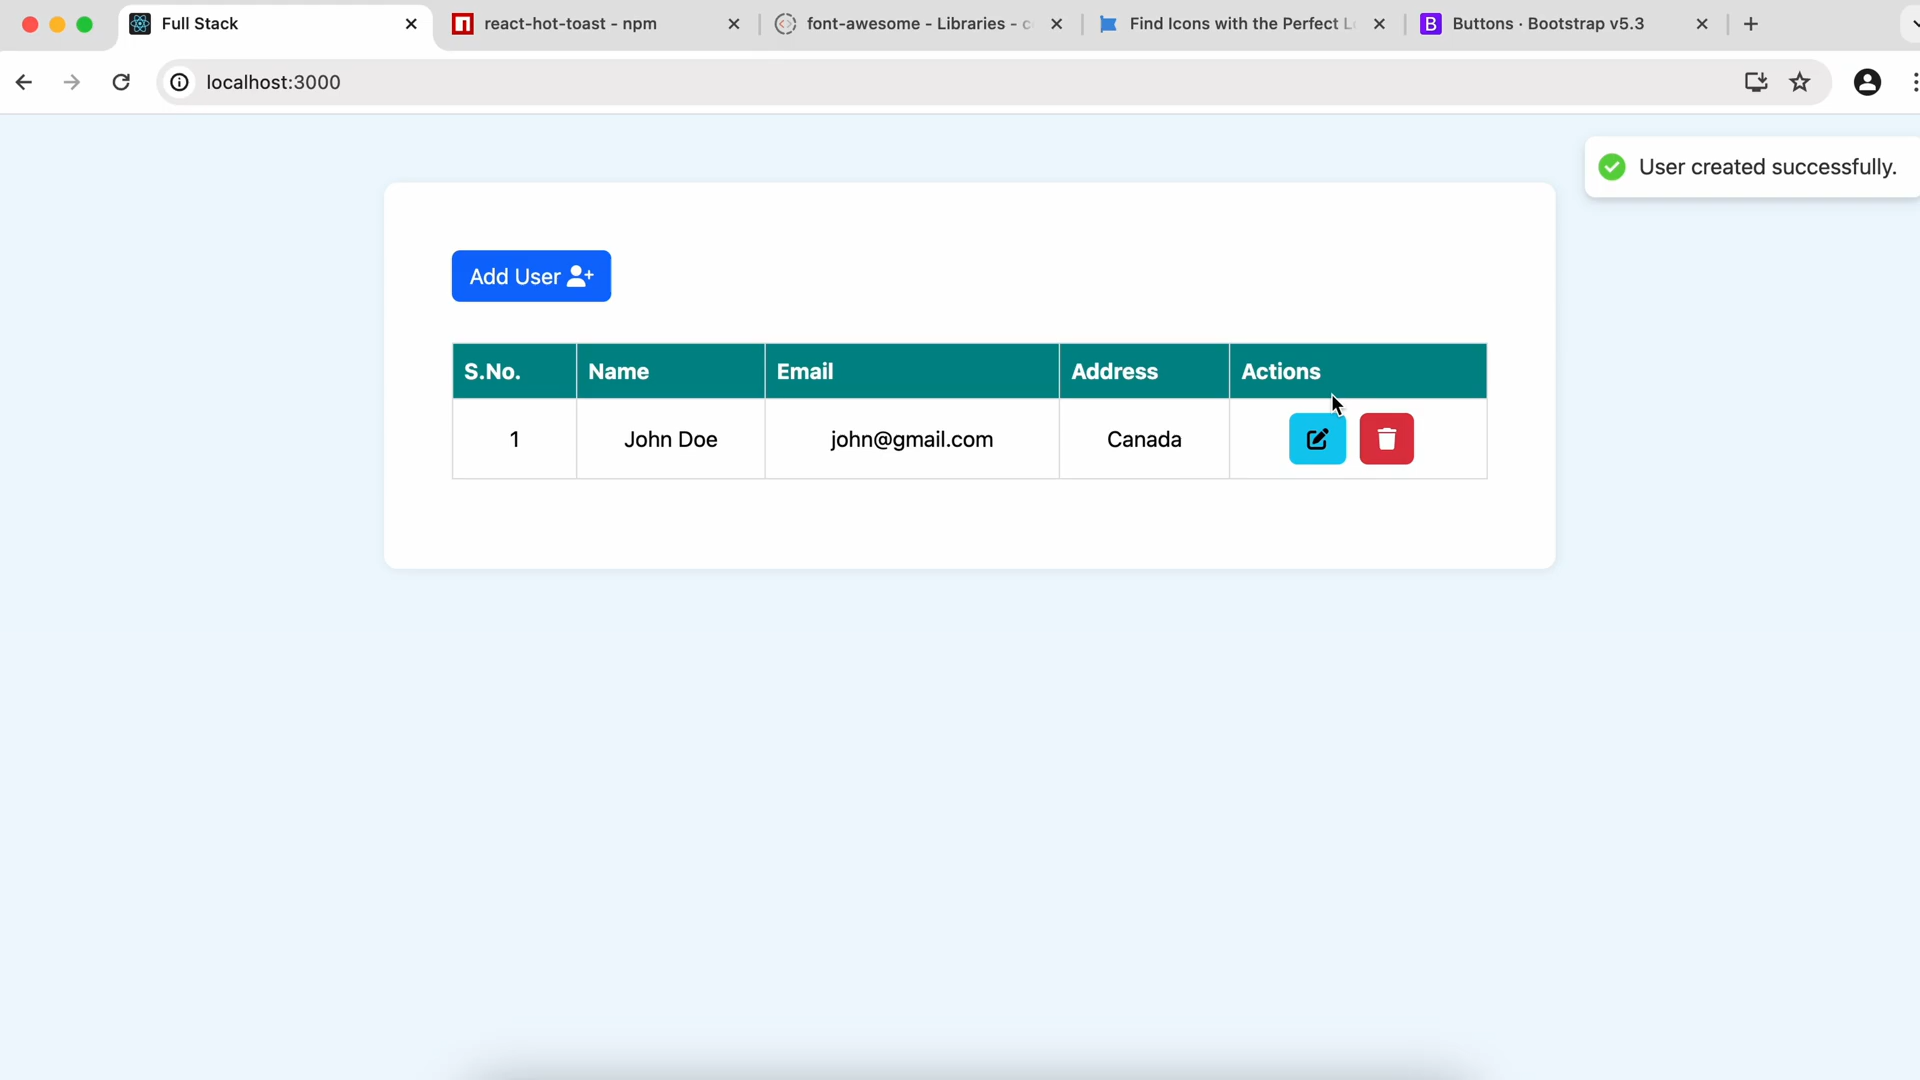 Full Stack
react-hot-toast - npm
font-awesome - Libraries - c
Find Icons with the Perfect L
B Buttons · Bootstrap v5.3
localhost:3000
User created successfully.
Add User
S.No. Name Email Address Actions
1 John Doe john@gmail.com Canada